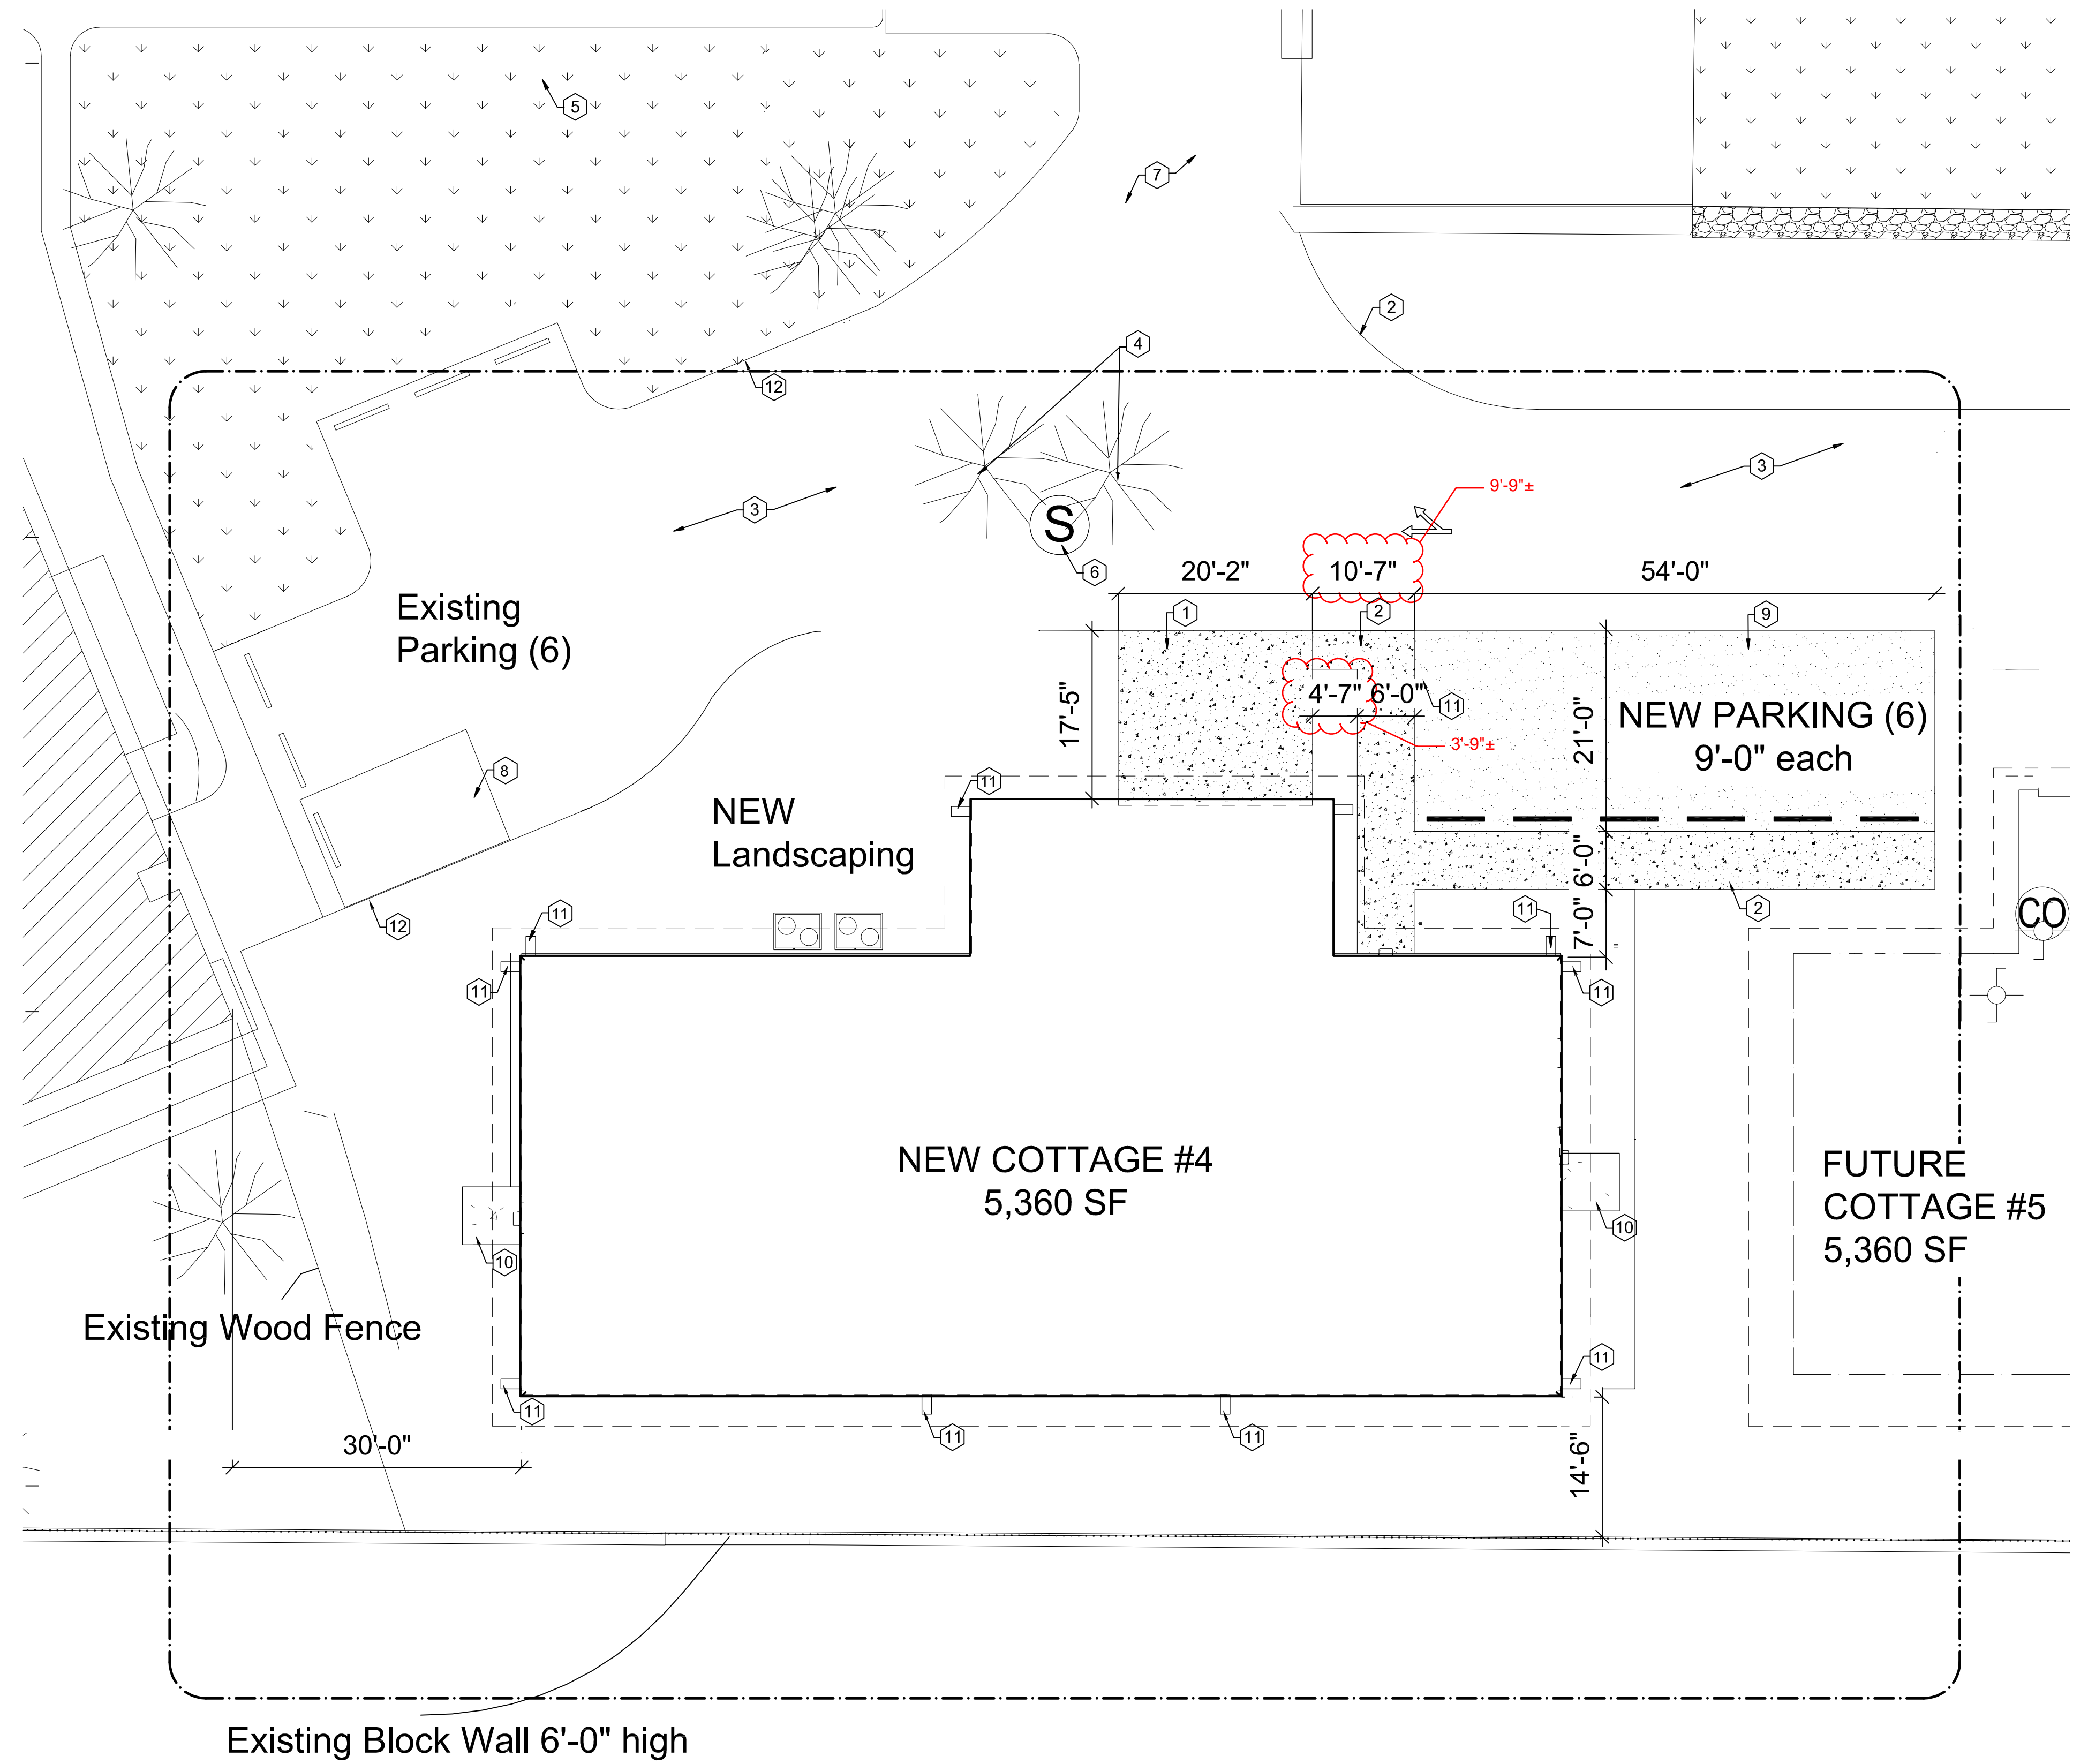 5
7
2
4
12
3
3
9'-9"±
S
6
20'-2"
10'-7"
54'-0"
1
2
9
Existing
Parking (6)
17'-5"
4'-7"
6'-0"
11
3'-9"±
21'-0"
NEW PARKING (6)
9'-0" each
8
11
NEW
Landscaping
6'-0"
2
7'-0"
11
11
12
CO
11
11
NEW COTTAGE #4
5,360 SF
FUTURE
COTTAGE #5
5,360 SF
10
10
Existing Wood Fence
11
11
11
11
30'-0"
14'-6"
Existing Block Wall 6'-0" high